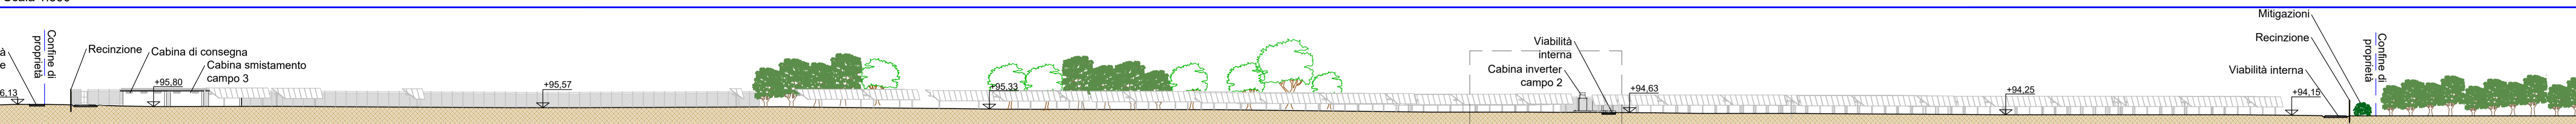 Confine di
proprietà
Recinzione
Cabina di consegna
Cabina smistamento
campo 3
+95,80
+95,57
+95,33
Viabilità
interna
Cabina inverter
campo 2
+94,63
+94,25
+94,15
Mitigazioni
Recinzione
Viabilità interna
Confine di
proprietà